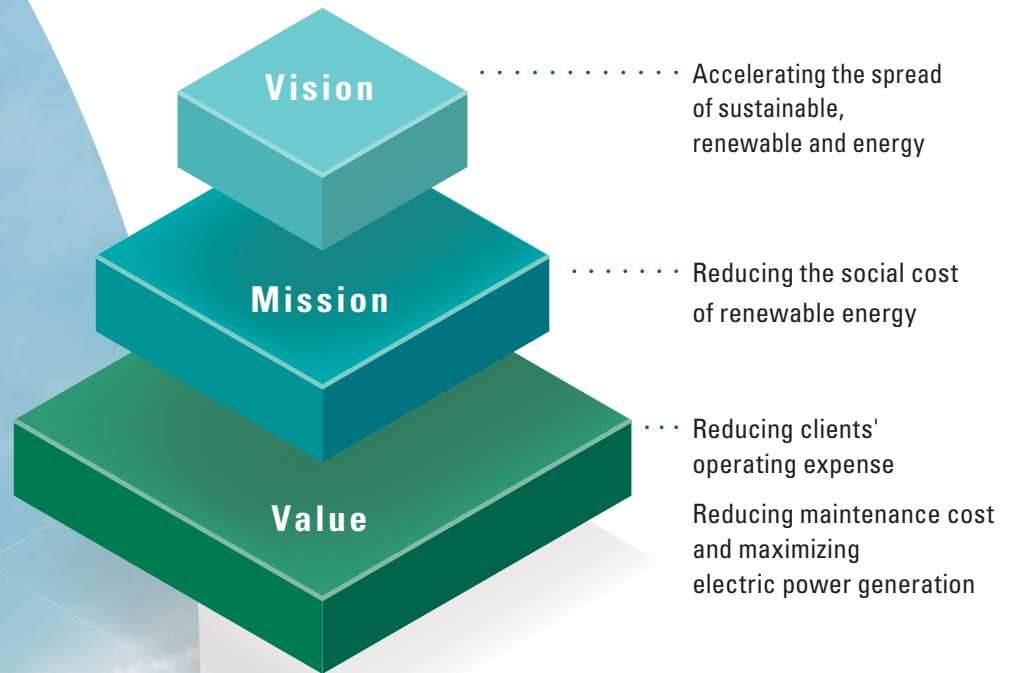 Vision
Accelerating the spread
of sustainable,
renewable and energy
Mission
Reducing the social cost
of renewable energy
Value
Reducing clients'
operating expense
Reducing maintenance cost
and maximizing
electric power generation